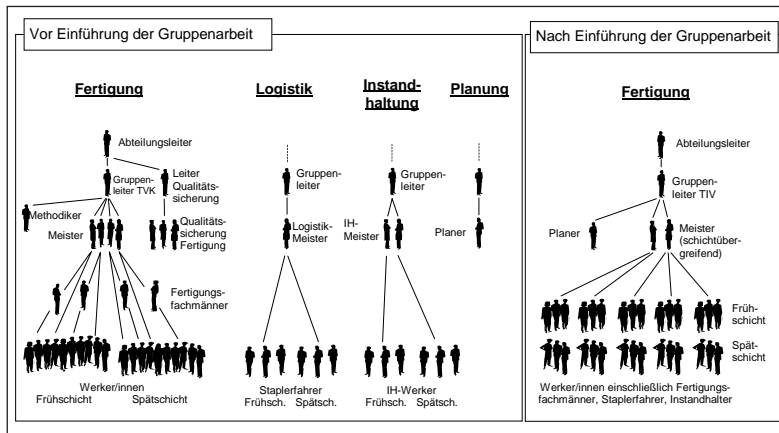 Vor Einführung der Gruppenarbeit
Fertigung
Logistik
Instand-
haltung
Planung
Abteilungsleiter
Gruppen-
leiter TVK
Leiter
Qualitäts-
sicherung
Gruppen-
leiter
Gruppen-
leiter
Methodiker
Meister
Qualitäts-
sicherung
Fertigung
Logistik-
Meister
IH-
Meister
Planer
Fertigungs-
fachmänner
Werker/innen
Frühschicht
Spätschicht
Staplerfahrer
Frühsch. Spätsch.
IH-Werker
Frühsch. Spätsch.
Nach Einführung der Gruppenarbeit
Fertigung
Abteilungsleiter
Gruppen-
leiter TIV
Planer
Meister
(schichtüber-
greifend)
Früh-
schicht
Spät-
schicht
Werker/innen einschließlich Fertigungs-
fachmänner, Staplerfahrer, Instandhalter